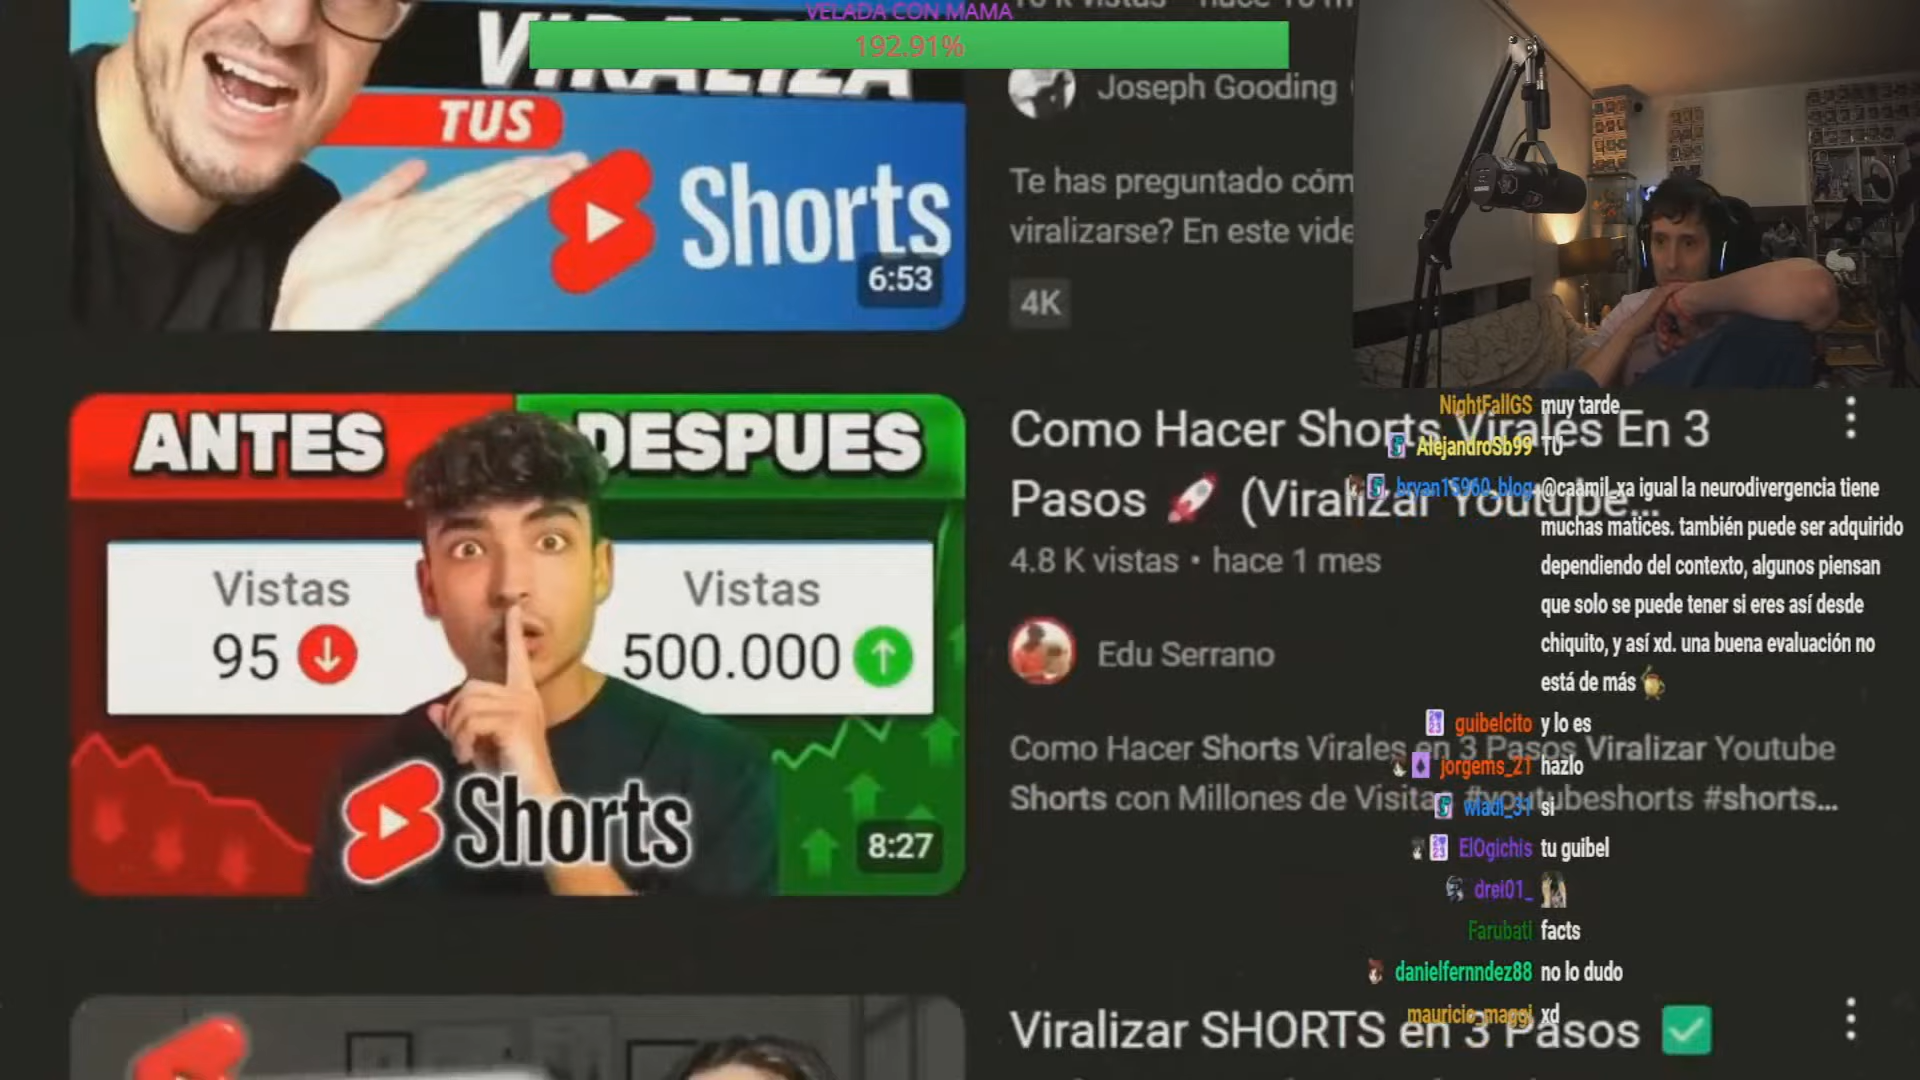 VELADA CON MAMA
192.91%
VIRALIZA
TUS
Shorts
6:53
Joseph Gooding
Te has preguntado cóm
viralizarse? En este vide
4K
ANTES
DESPUES
Vistas
95
Vistas
500.000
Shorts
8:27
Como Hacer Shorts Virales En 3
Pasos 🚀 (Viralizar Youtube...
4.8 K vistas • hace 1 mes
Edu Serrano
Como Hacer Shorts Virales en 3 Pasos Viralizar Youtube
Shorts con Millones de Visitas #youtubeshorts #shorts...
Viralizar SHORTS en 3 Pasos ✅
NightFallGS muy tarde
AlejandroSb99 TU
bryan15960_blog @caamil_xa igual la neurodivergencia tiene
muchas matices. también puede ser adquirido
dependiendo del contexto, algunos piensan
que solo se puede tener si eres así desde
chiquito, y así xd. una buena evaluación no
está de más
guibelcito y lo es
jorgems_21 hazlo
wladi_31 si
ElOgichis tu guibel
drei01_
Farubati facts
danielfernndez88 no lo dudo
mauricio_maggi xd